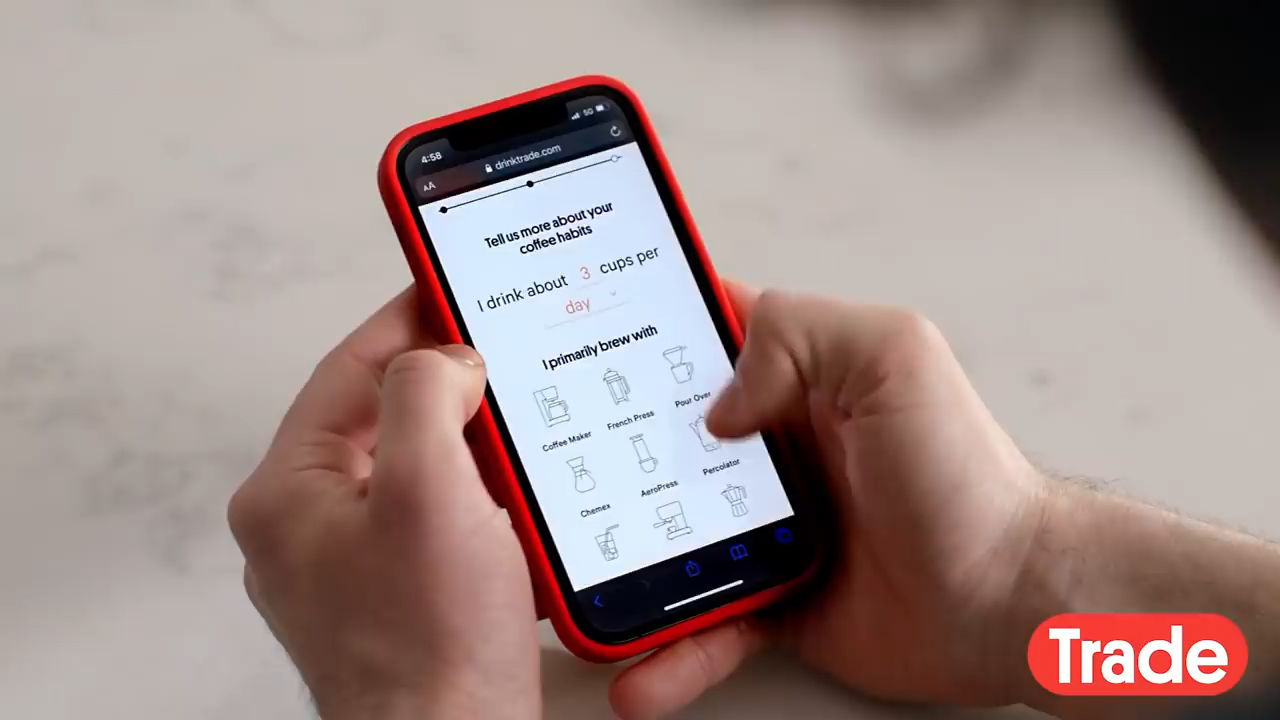 4:58
5G
AA
drinktrade.com
Tell us more about your
coffee habits
I drink about 3 cups per
day
I primarily brew with
Coffee Maker
French Press
Pour Over
Chemex
AeroPress
Percolator
Trade